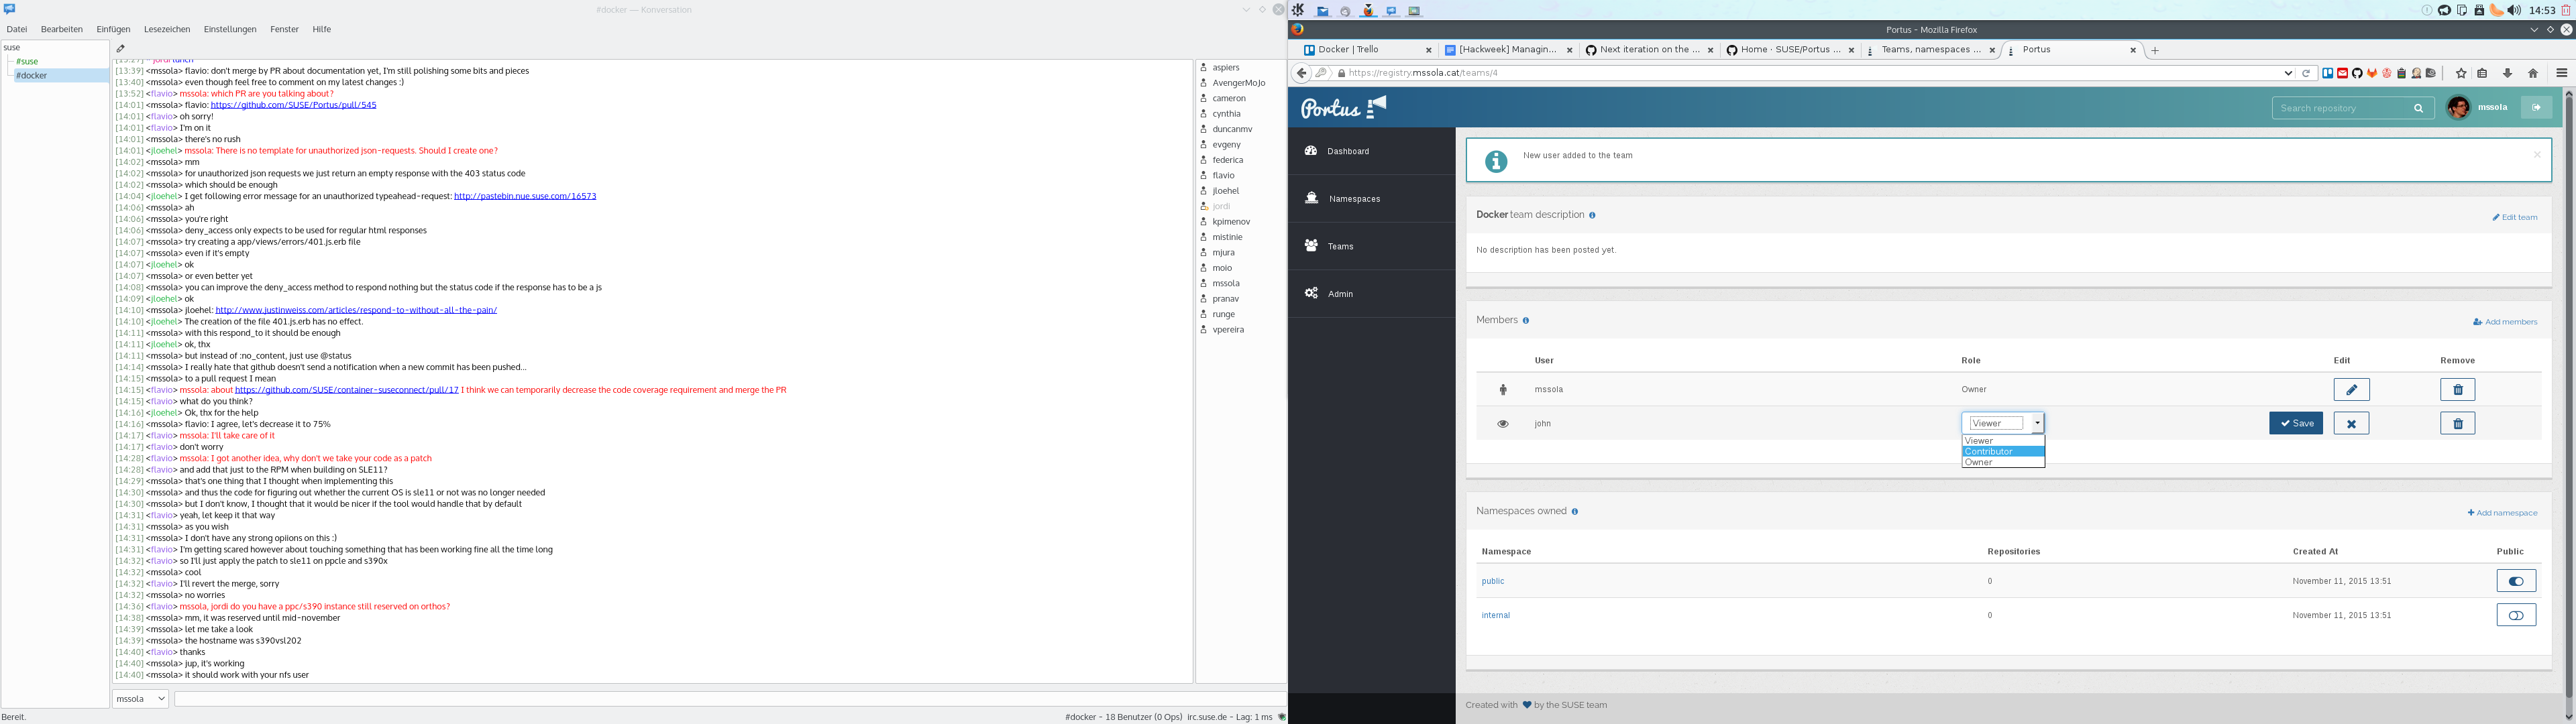 #docker — Konversation
Datei Bearbeiten Einfügen Lesezeichen Einstellungen Fenster Hilfe
suse
#suse
#docker
[13:39] <mssola> flavio: don't merge by PR about documentation yet, I'm still polishing some bits and pieces
[13:40] <mssola> even though feel free to comment on my latest changes :)
[13:52] <flavio> mssola: which PR are you talking about?
[14:01] <mssola> flavio: https://github.com/SUSE/Portus/pull/545
[14:01] <flavio> oh sorry!
[14:01] <flavio> I'm on it
[14:01] <mssola> there's no rush
[14:01] <jloehel> mssola: There is no template for unauthorized json-requests. Should I create one?
[14:02] <mssola> mm
[14:02] <mssola> for unauthorized json requests we just return an empty response with the 403 status code
[14:02] <mssola> which should be enough
[14:04] <jloehel> I get following error message for an unauthorized typeahead-request: http://pastebin.nue.suse.com/16573
[14:06] <mssola> ah
[14:06] <mssola> you're right
[14:06] <mssola> deny_access only expects to be used for regular html responses
[14:07] <mssola> try creating a app/views/errors/401.js.erb file
[14:07] <mssola> even if it's empty
[14:07] <jloehel> ok
[14:07] <mssola> or even better yet
[14:08] <mssola> you can improve the deny_access method to respond nothing but the status code if the response has to be a js
[14:09] <jloehel> ok
[14:10] <mssola> jloehel: http://www.justinweiss.com/articles/respond-to-without-all-the-pain/
[14:10] <jloehel> The creation of the file 401.js.erb has no effect.
[14:11] <mssola> with this respond_to it should be enough
[14:11] <jloehel> ok, thx
[14:11] <mssola> but instead of :no_content, just use @status
[14:14] <mssola> I really hate that github doesn't send a notification when a new commit has been pushed...
[14:15] <mssola> to a pull request I mean
[14:15] <flavio> mssola: about https://github.com/SUSE/container-suseconnect/pull/17 I think we can temporarily decrease the code coverage requirement and merge the PR
[14:15] <flavio> what do you think?
[14:16] <jloehel> Ok, thx for the help
[14:16] <mssola> flavio: I agree, let's decrease it to 75%
[14:17] <flavio> mssola: I'll take care of it
[14:17] <flavio> don't worry
[14:28] <flavio> mssola: I got another idea, why don't we take your code as a patch
[14:28] <flavio> and add that just to the RPM when building on SLE11?
[14:29] <mssola> that's one thing that I thought when implementing this
[14:30] <mssola> and thus the code for figuring out whether the current OS is sle11 or not was no longer needed
[14:30] <mssola> but I don't know, I thought that it would be nicer if the tool would handle that by default
[14:31] <flavio> yeah, let keep it that way
[14:31] <mssola> as you wish
[14:31] <mssola> I don't have any strong opiions on this :)
[14:31] <flavio> I'm getting scared however about touching something that has been working fine all the time long
[14:32] <flavio> so I'll just apply the patch to sle11 on ppcle and s390x
[14:32] <mssola> cool
[14:32] <flavio> I'll revert the merge, sorry
[14:32] <mssola> no worries
[14:36] <flavio> mssola, jordi do you have a ppc/s390 instance still reserved on orthos?
[14:38] <mssola> mm, it was reserved until mid-november
[14:39] <mssola> let me take a look
[14:39] <mssola> the hostname was s390vsl202
[14:40] <flavio> thanks
[14:40] <mssola> jup, it's working
[14:40] <mssola> it should work with your nfs user
aspiers
AvengerMoJo
cameron
cynthia
duncanmv
evgeny
federica
flavio
jloehel
jordi
kpimenov
mistinie
mjura
moio
mssola
pranav
runge
vpereira
mssola
Bereit.
#docker - 18 Benutzer (0 Ops) irc.suse.de - Lag: 1 ms
14:53
Portus - Mozilla Firefox
Docker | Trello
[Hackweek] Managin...
Next iteration on the ...
Home · SUSE/Portus ...
Teams, namespaces ...
Portus
https://registry.mssola.cat/teams/4
Portus
Search repository
mssola
Dashboard
Namespaces
Teams
Admin
New user added to the team
Docker team description
Edit team
No description has been posted yet.
Members
Add members
User Role Edit Remove
mssola Owner
john Viewer Save
Viewer
Contributor
Owner
Namespaces owned
Add namespace
Namespace Repositories Created At Public
public 0 November 11, 2015 13:51
internal 0 November 11, 2015 13:51
Created with by the SUSE team